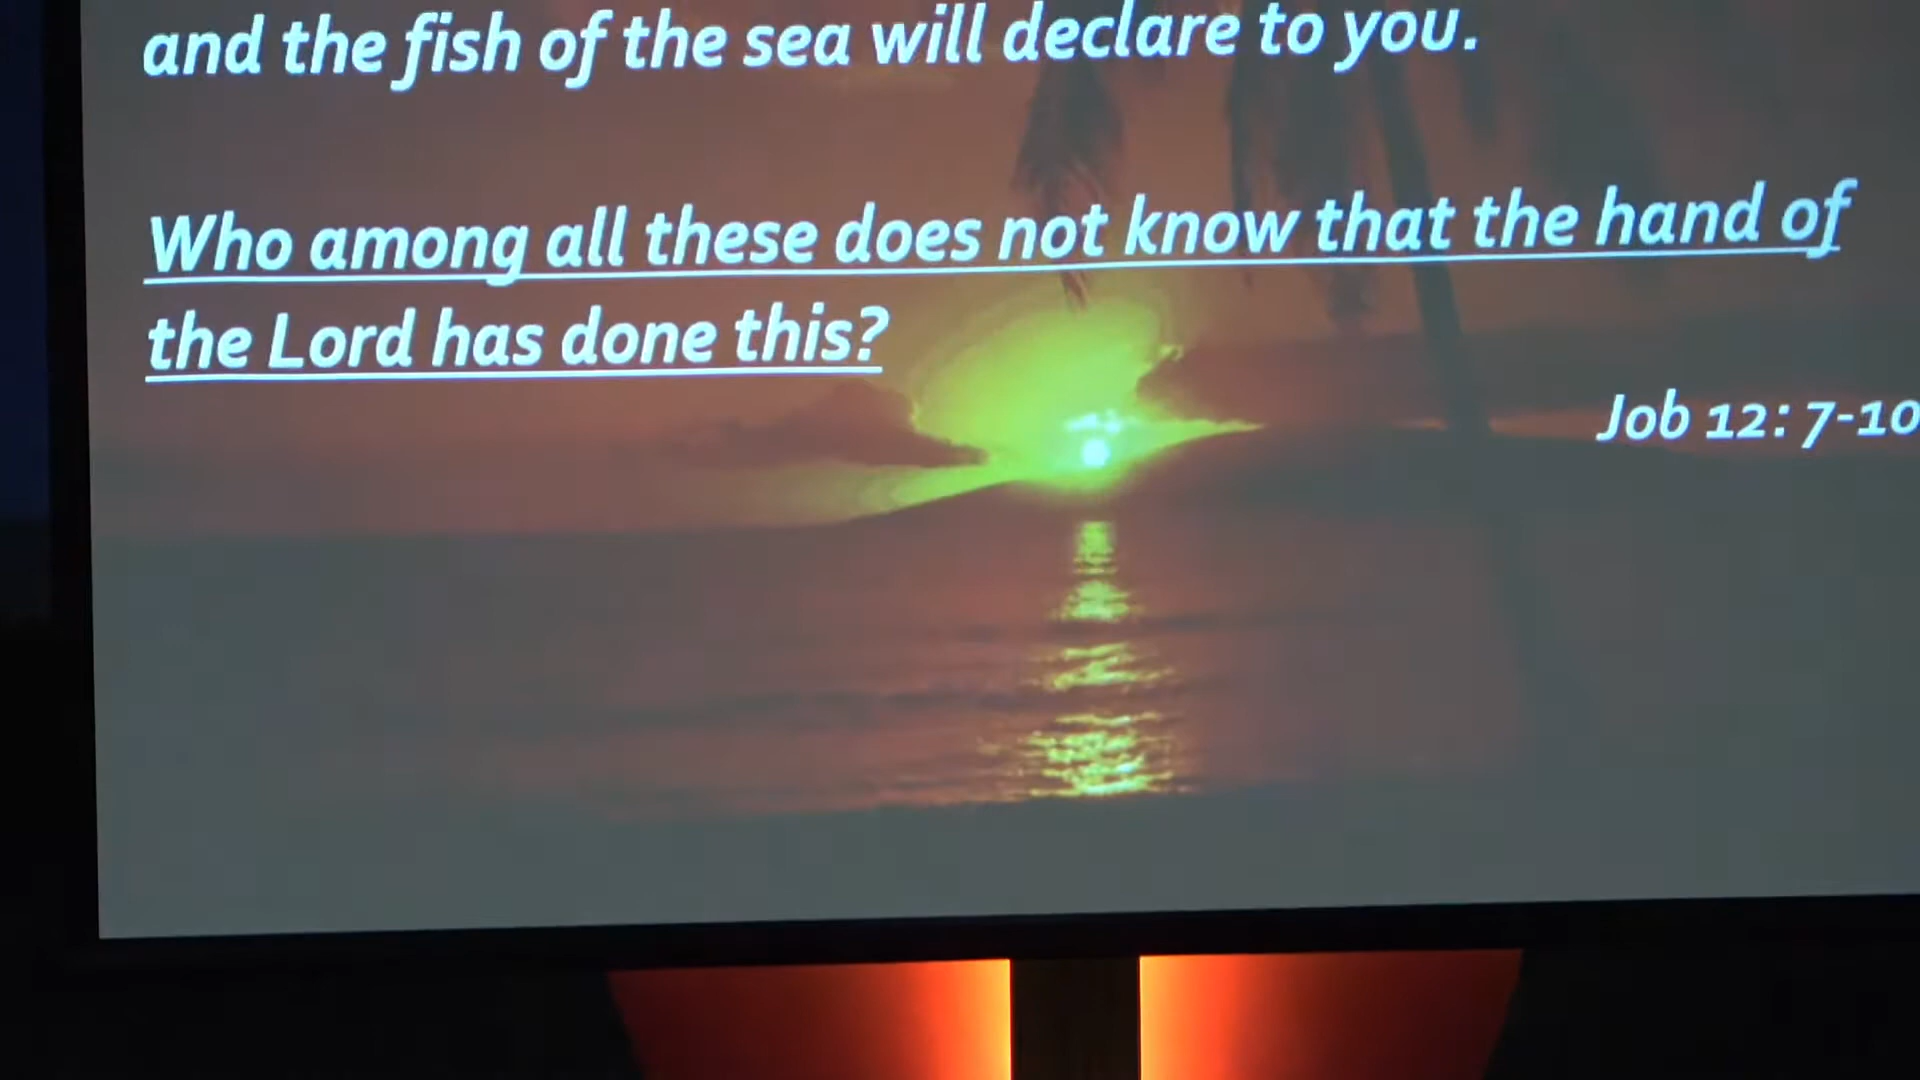 and the fish of the sea will declare to you.
Who among all these does not know that the hand of
the Lord has done this?
Job 12: 7-10